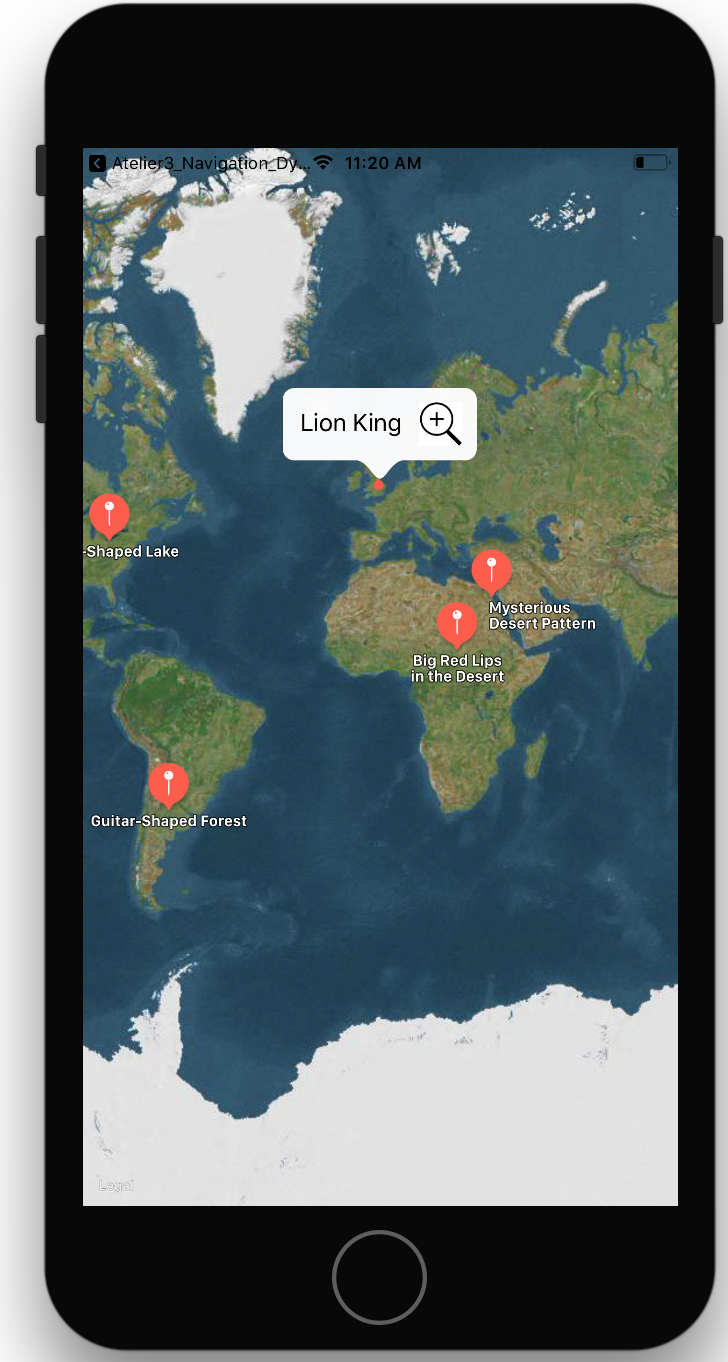 Atelier3_Navigation_Dy... 11:20 AM
Lion King
-Shaped Lake
Mysterious
Desert Pattern
Big Red Lips
in the Desert
Guitar-Shaped Forest
Legal